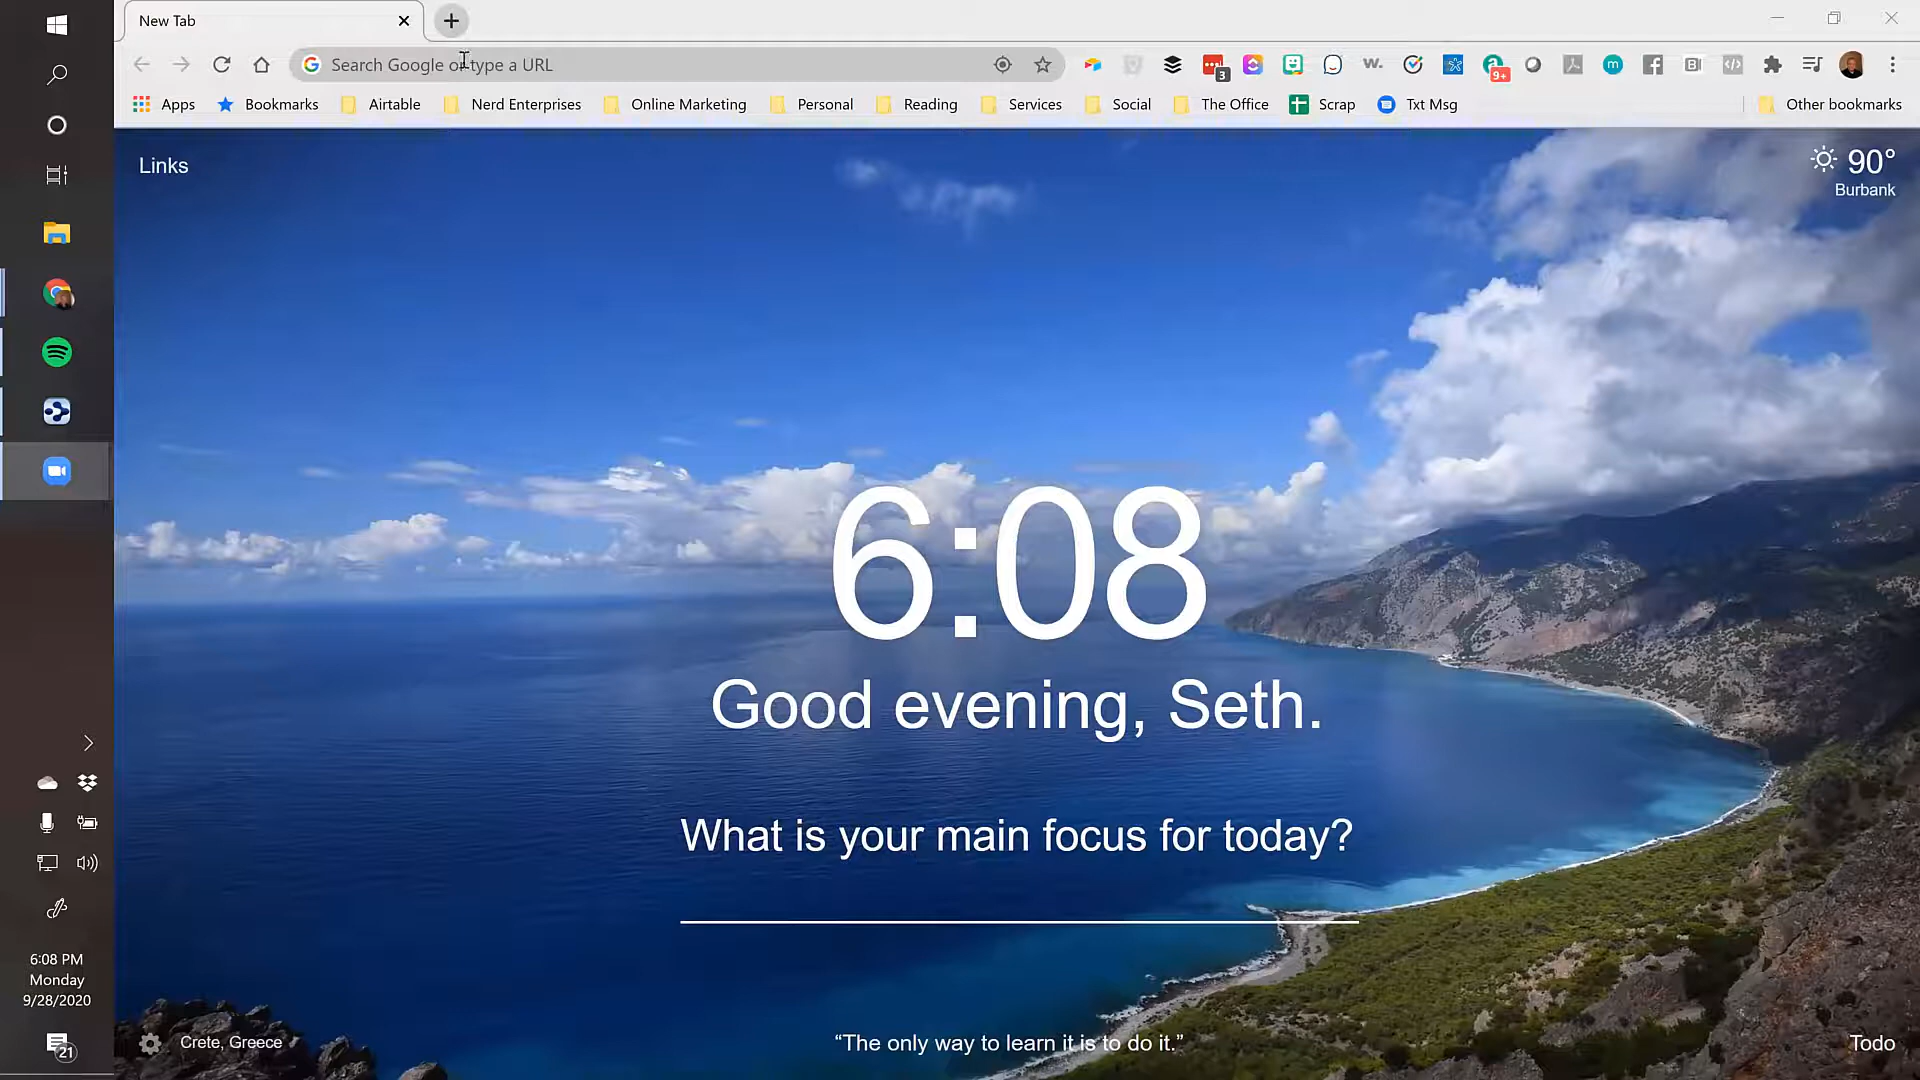 New Tab
Search Google or type a URL
3
w.
9+
m
Apps
Bookmarks
Airtable
Nerd Enterprises
Online Marketing
Personal
Reading
Services
Social
The Office
Scrap
Txt Msg
Other bookmarks
Links
90°
Burbank
6:08
Good evening, Seth.
What is your main focus for today?
6:08 PM
Monday
9/28/2020
21
Crete, Greece
“The only way to learn it is to do it.”
Todo